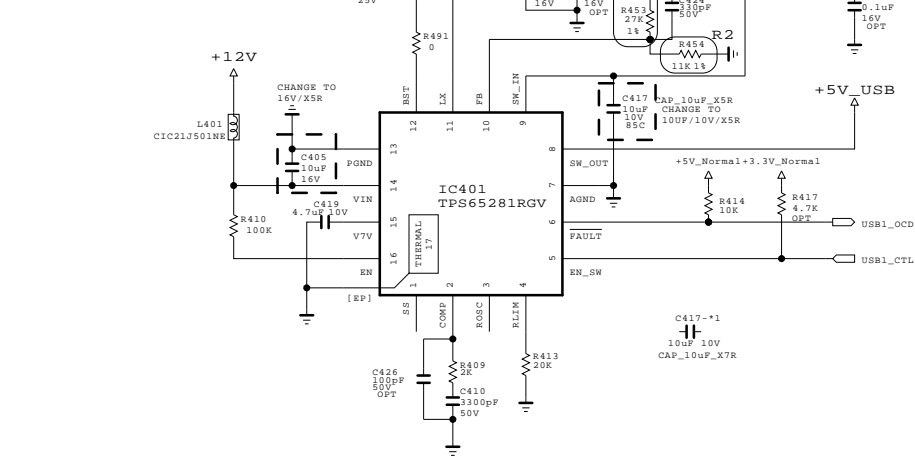 25V
16V
16V
OPT
R453
27K
1%
330pF
50V
0.1uF
16V
OPT
R491
0
R2
R454
11K 1%
+12V
CHANGE TO
16V/X5R
BST
LX
FB
SW_IN
C417
10uF
10V
85C
CAP_10uF_X5R
CHANGE TO
10UF/10V/X5R
+5V_USB
12
11
10
9
L401
CIC21J501NE
C405
10uF
16V
PGND
13
8
SW_OUT
+5V_Normal
+3.3V_Normal
VIN
14
IC401
TPS65281RGV
7
AGND
R414
10K
R417
4.7K
OPT
C419
4.7uF 10V
R410
100K
V7V
15
6
FAULT
USB1_OCD
THERMAL
17
EN
16
5
EN_SW
USB1_CTL
[EP]
1
2
3
4
SS
COMP
ROSC
RLIM
C417-*1
10uF 10V
CAP_10uF_X7R
C426
100pF
50V
OPT
R409
2K
C410
3300pF
50V
R413
20K